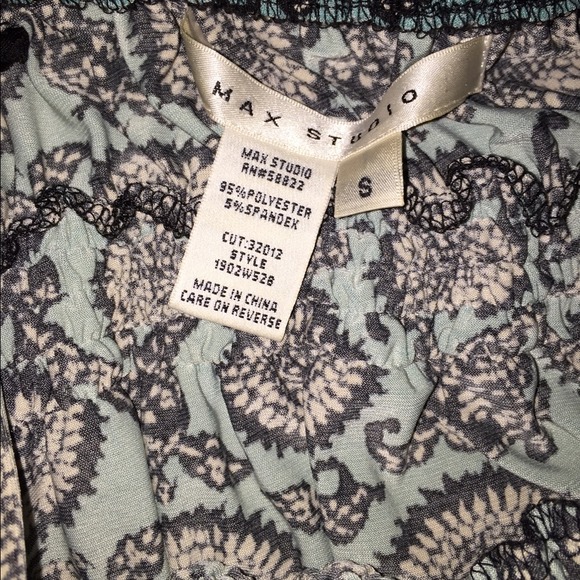 MAX STUDIO
S
MAX STUDIO
RN#58822
95%POLYESTER
5%SPANDEX
CUT:32012
STYLE
1902W528
MADE IN CHINA
CARE ON REVERSE